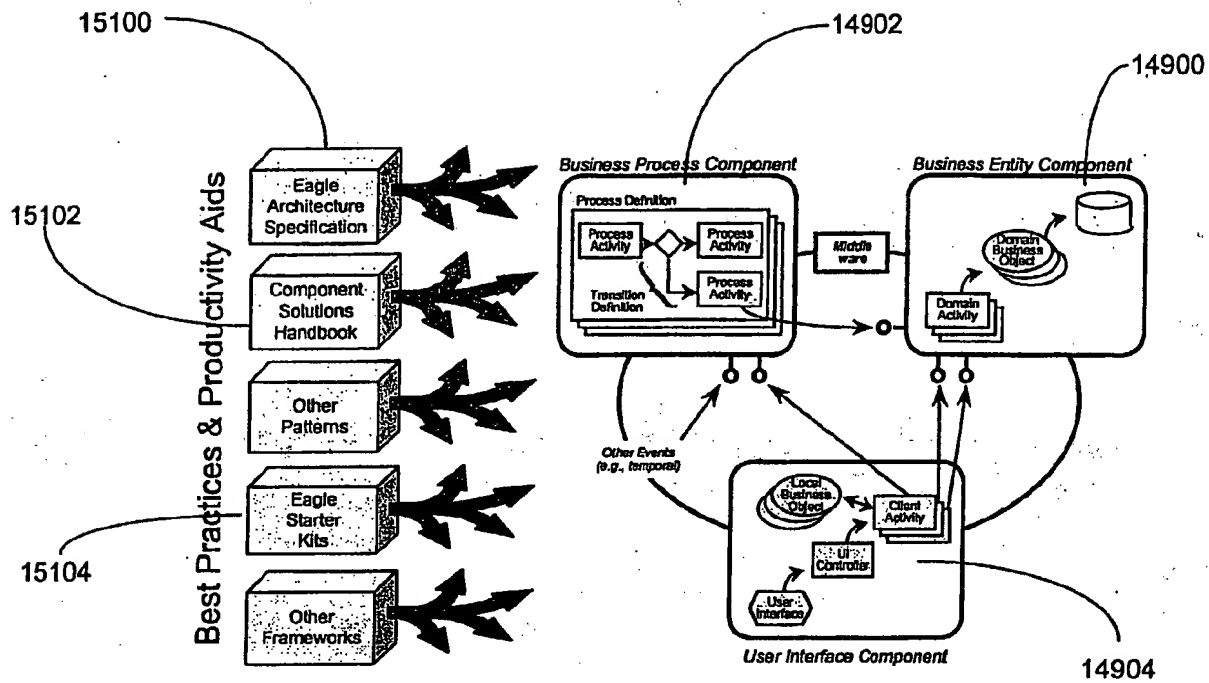 15100
14902
14900
15102
15104
14904
Best Practices & Productivity Aids
Eagle
Architecture
Specification
Component
Solutions
Handbook
Other
Patterns
Eagle
Starter
Kits
Other
Frameworks
Business Process Component
Process Definition
Process
Activity
Process
Activity
Transition
Definition
Process
Activity
Middle
ware
Business Entity Component
Domain
Business
Object
Domain
Activity
Other Events
(e.g., temporal)
Local
Business
Object
Client
Activity
UI
Controller
User
Interface
User Interface Component